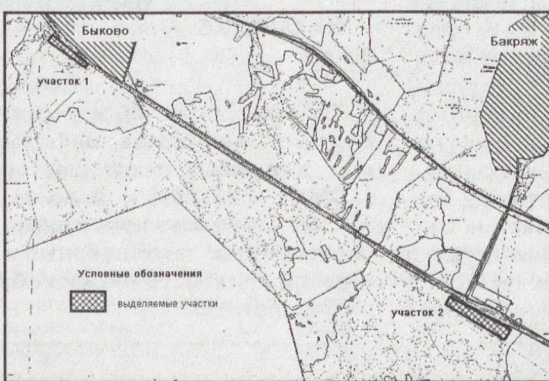 Быково
Бакряж
участок 1
Условные обозначения
выделяемые участки
участок 2